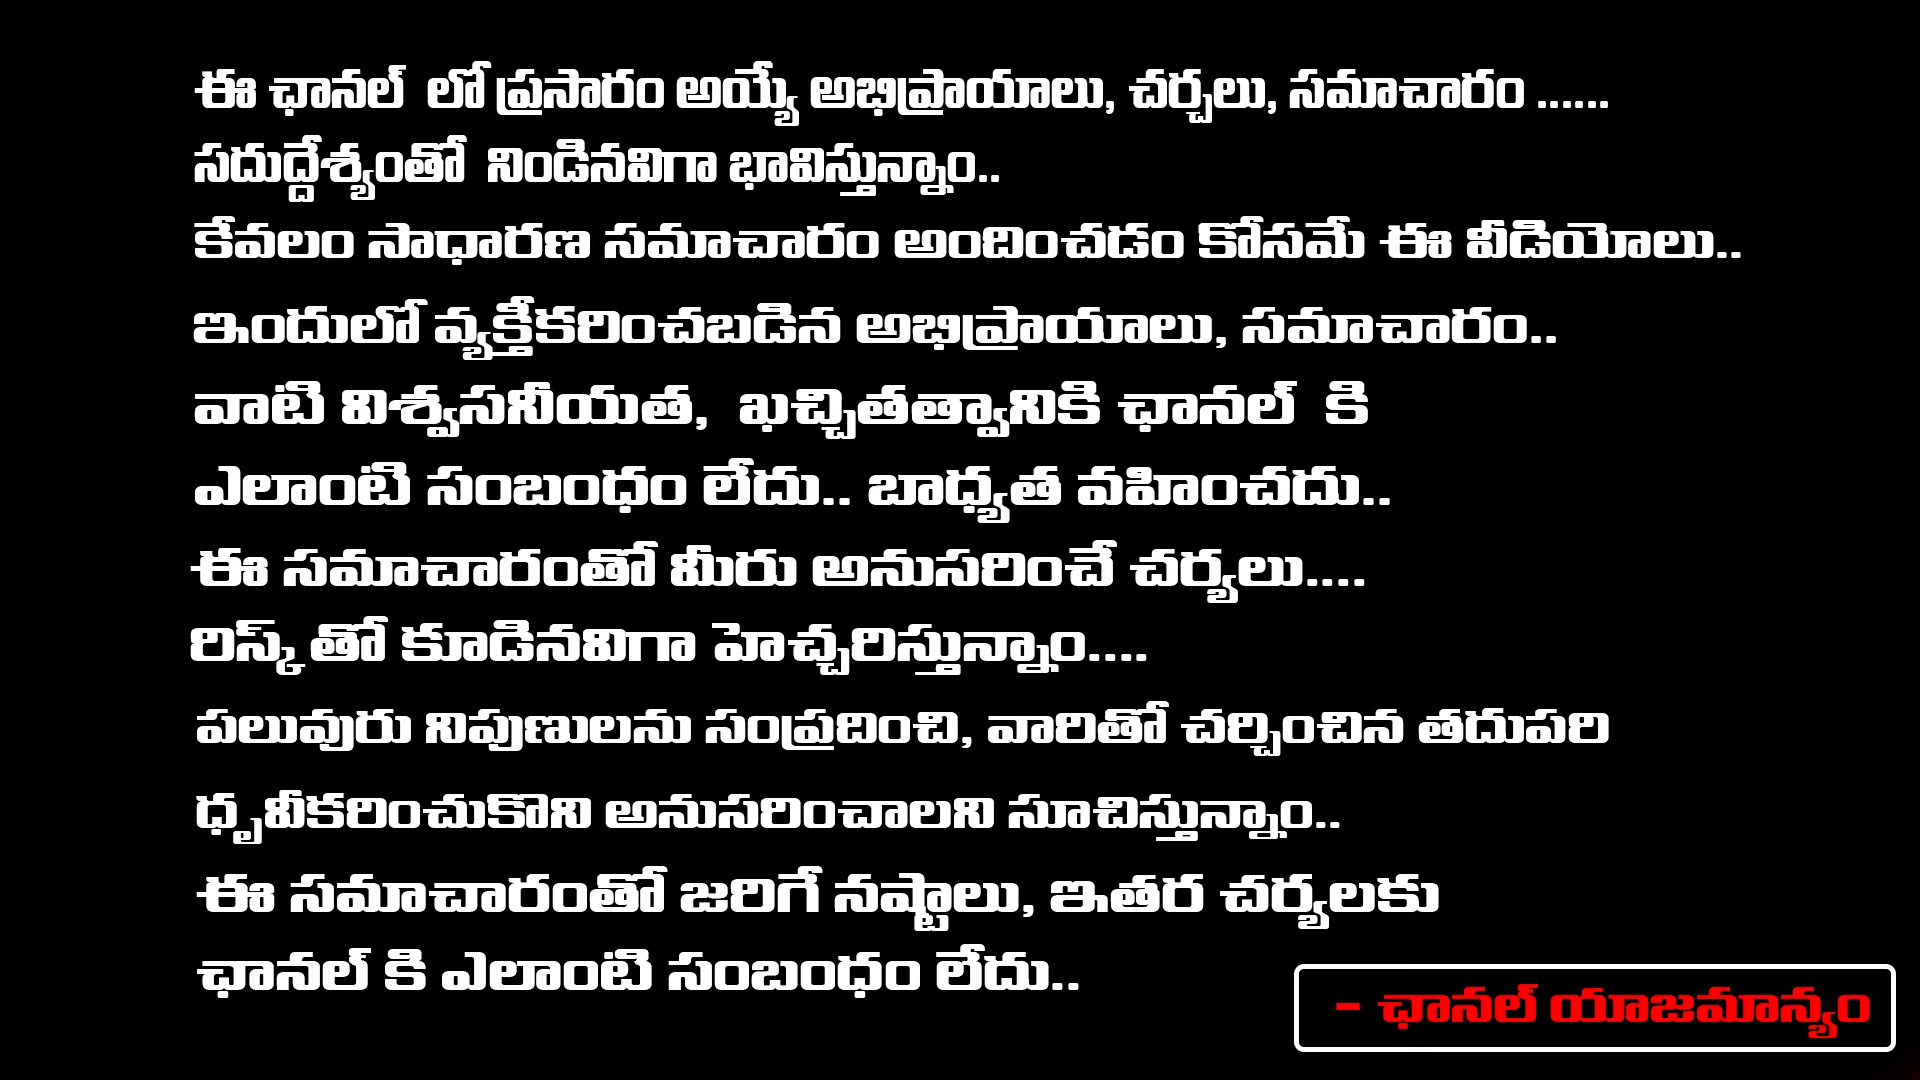 ఈ ఛానల్ లో ప్రసారం అయ్యే అభిప్రాయాలు, చర్చలు, సమాచారం ......
సదుద్దేశ్యంతో నిండినవిగా భావిస్తున్నాం..
కేవలం సాధారణ సమాచారం అందించడం కోసమే ఈ వీడియోలు..
ఇందులో వ్యక్తీకరించబడిన అభిప్రాయాలు, సమాచారం..
వాటి విశ్వసనీయత, ఖచ్చితత్వానికి ఛానల్ కి
ఎలాంటి సంబంధం లేదు.. బాధ్యత వహించదు..
ఈ సమాచారంతో మీరు అనుసరించే చర్యలు....
రిస్క్ తో కూడినవిగా హెచ్చరిస్తున్నాం....
పలువురు నిపుణులను సంప్రదించి, వారితో చర్చించిన తదుపరి
ధృవీకరించుకొని అనుసరించాలని సూచిస్తున్నాం..
ఈ సమాచారంతో జరిగే నష్టాలు, ఇతర చర్యలకు
ఛానల్ కి ఎలాంటి సంబంధం లేదు..
- ఛానల్ యాజమాన్యం